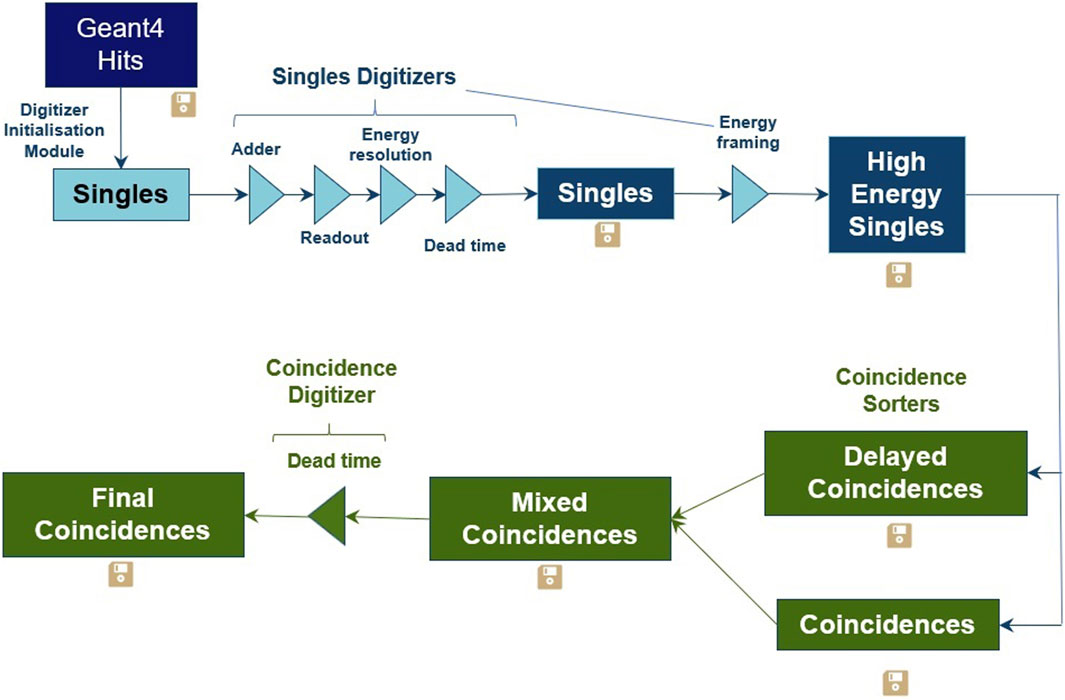 Geant4
Hits
Digitizer
Initialisation
Module
Singles
Singles Digitizers
Adder
Readout
Energy
resolution
Dead time
Singles
Energy
framing
High
Energy
Singles
Coincidence
Sorters
Delayed
Coincidences
Coincidences
Mixed
Coincidences
Coincidence
Digitizer
Dead time
Final
Coincidences